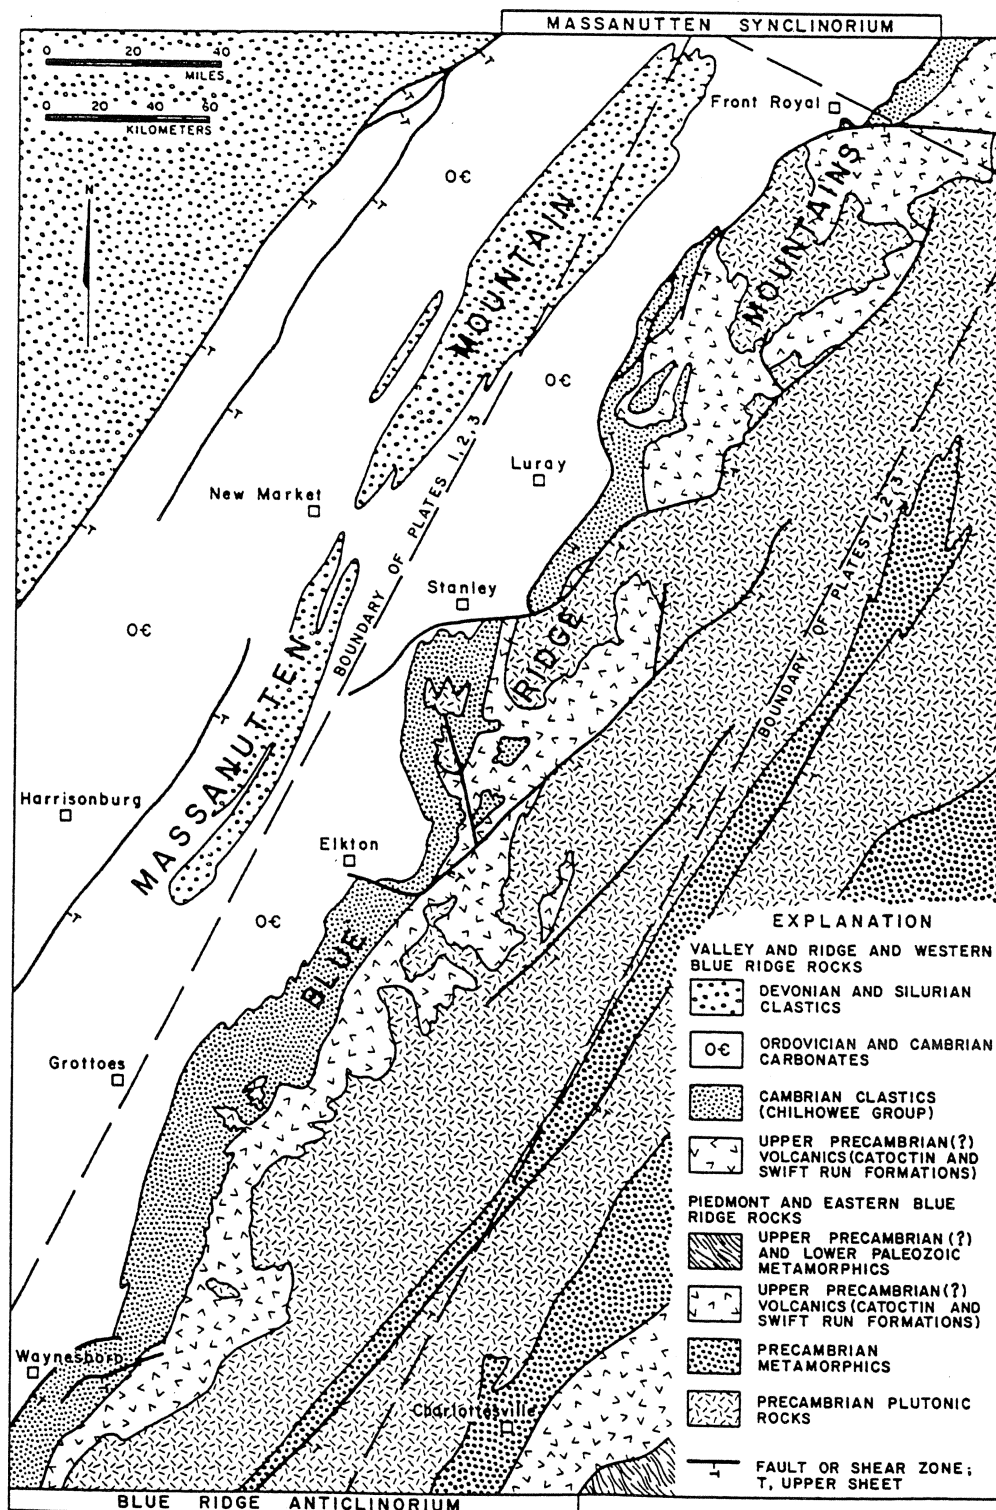 MASSANUTTEN SYNCLINORIUM
0 20 40
MILES
0 20 40 60
KILOMETERS
N
Front Royal
O€
MOUNTAIN
MOUNTAINS
O€
Luray
New Market
BOUNDARY OF PLATES 1,2,3
BOUNDARY OF PLATES 1,2,3
Stanley
O€
RIDGE
MASSANUTTEN
Harrisonburg
Elkton
O€
BLUE
Grottoes
Waynesboro
Charlottesville
T
EXPLANATION
VALLEY AND RIDGE AND WESTERN
BLUE RIDGE ROCKS
DEVONIAN AND SILURIAN
CLASTICS
O€
ORDOVICIAN AND CAMBRIAN
CARBONATES
CAMBRIAN CLASTICS
(CHILHOWEE GROUP)
UPPER PRECAMBRIAN(?)
VOLCANICS(CATOCTIN AND
SWIFT RUN FORMATIONS)
PIEDMONT AND EASTERN BLUE
RIDGE ROCKS
UPPER PRECAMBRIAN(?)
AND LOWER PALEOZOIC
METAMORPHICS
UPPER PRECAMBRIAN(?)
VOLCANICS(CATOCTIN AND
SWIFT RUN FORMATIONS)
PRECAMBRIAN
METAMORPHICS
PRECAMBRIAN PLUTONIC
ROCKS
T
FAULT OR SHEAR ZONE;
T, UPPER SHEET
BLUE RIDGE ANTICLINORIUM